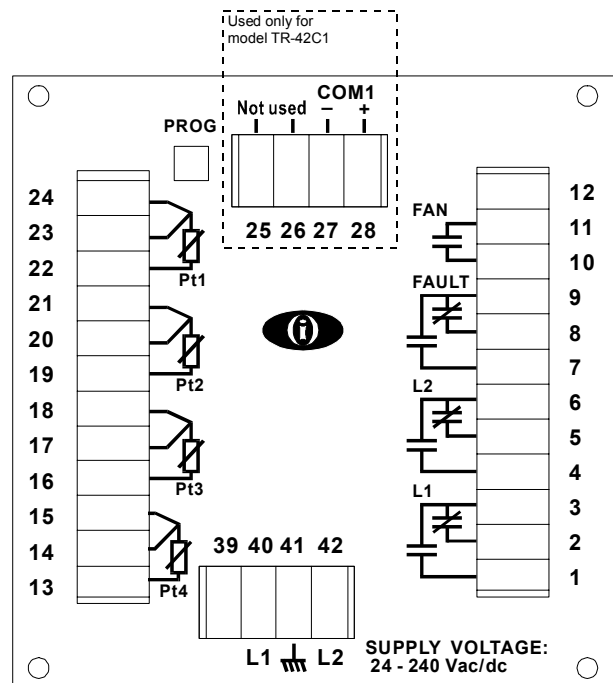 Used only for
model TR-42C1
COM1
Not used – +
PROG
25 26 27 28
24
23
22
21
20
19
18
17
16
15
14
13
Pt1
Pt2
Pt3
Pt4
FAN
FAULT
L2
L1
12
11
10
9
8
7
6
5
4
3
2
1
39 40 41 42
L1 L2
SUPPLY VOLTAGE:
24 - 240 Vac/dc